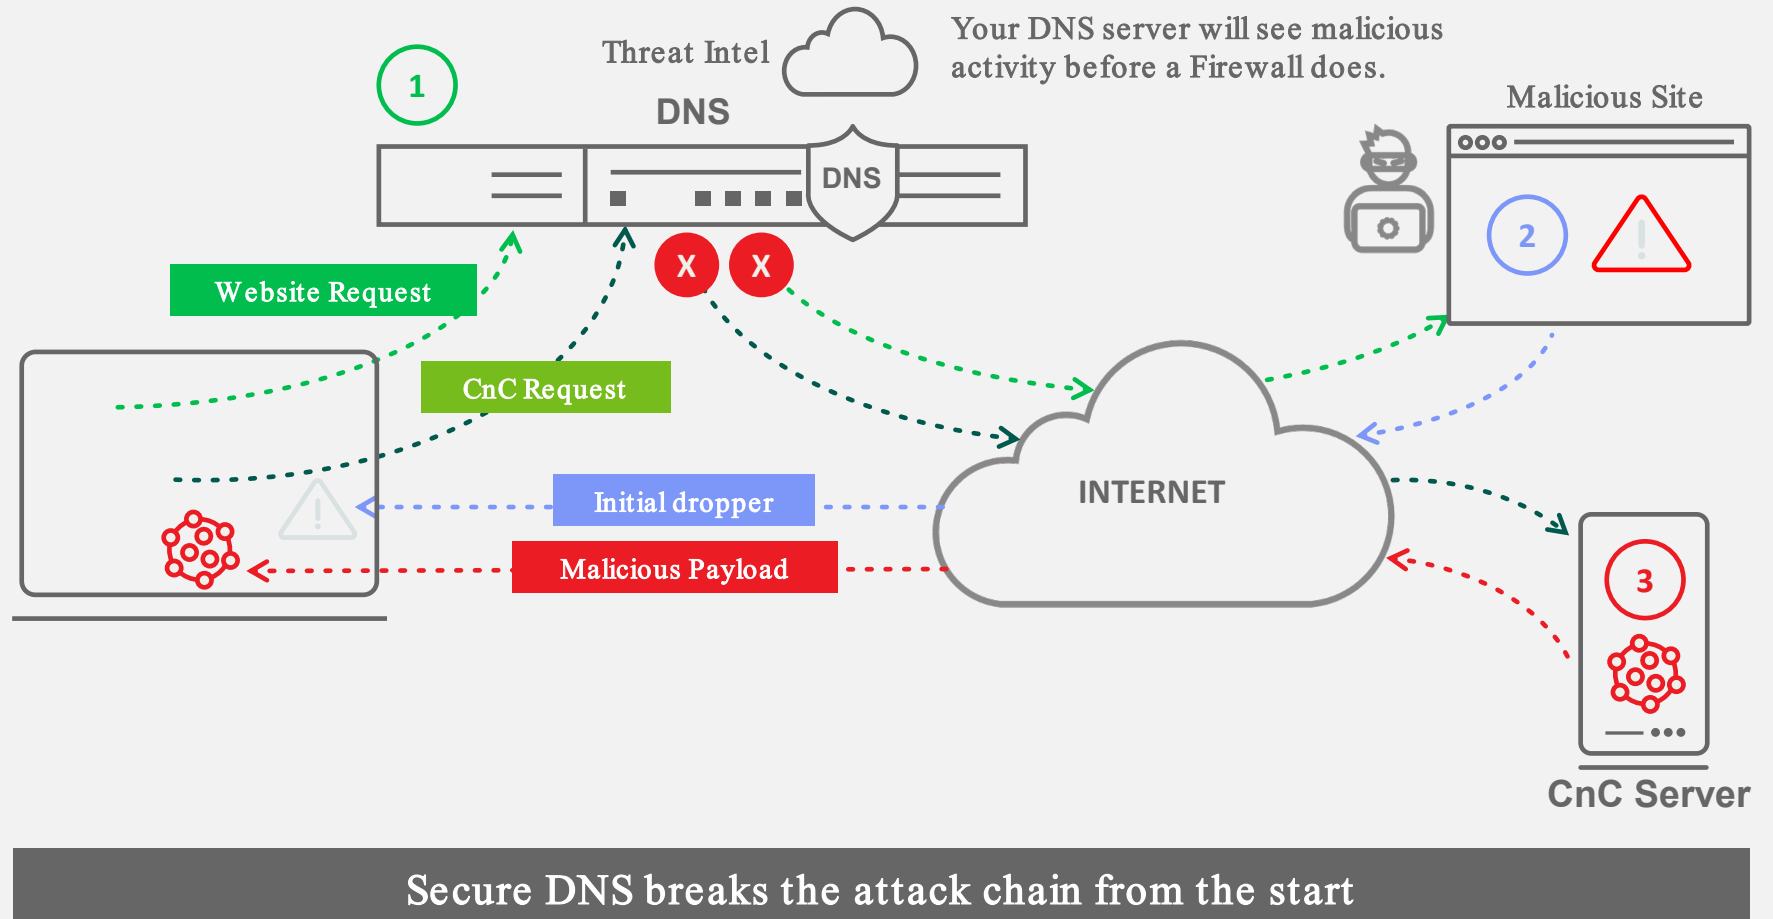 Threat Intel
Your DNS server will see malicious
activity before a Firewall does.
1
DNS
Malicious Site
DNS
2
X X
Website Request
CnC Request
INTERNET
Initial dropper
Malicious Payload
3
CnC Server
Secure DNS breaks the attack chain from the start